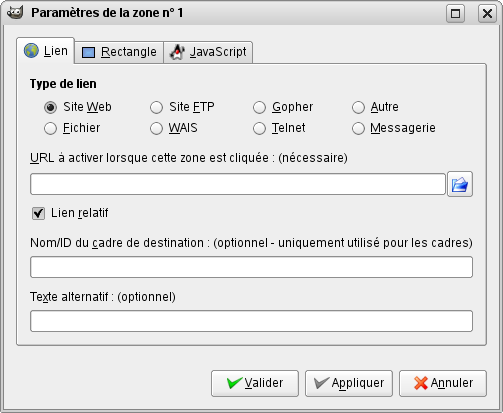 Paramètres de la zone n° 1
Lien Rectangle JavaScript
Type de lien
Site Web Site FTP Gopher Autre
Fichier WAIS Telnet Messagerie
URL à activer lorsque cette zone est cliquée : (nécessaire)
Lien relatif
Nom/ID du cadre de destination : (optionnel - uniquement utilisé pour les cadres)
Texte alternatif : (optionnel)
Valider Appliquer Annuler